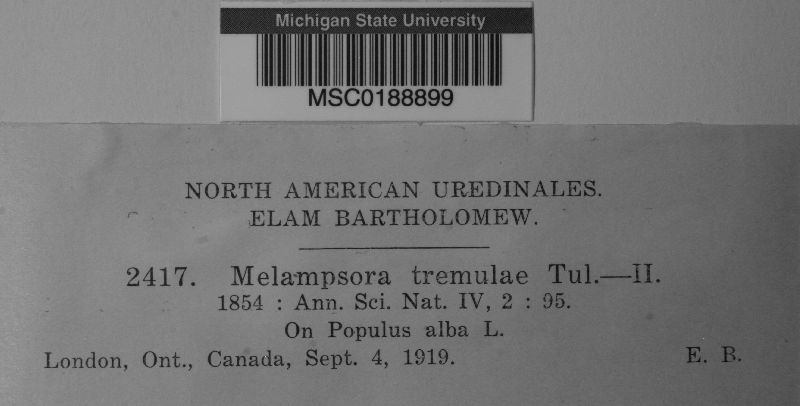 Michigan State University
MSC0188899
NORTH AMERICAN UREDINALES.
ELAM BARTHOLOMEW.
2417. Melampsora tremulae Tul.—II.
1854 : Ann. Sci. Nat. IV, 2 : 95.
On Populus alba L.
London, Ont., Canada, Sept. 4, 1919. E. B.